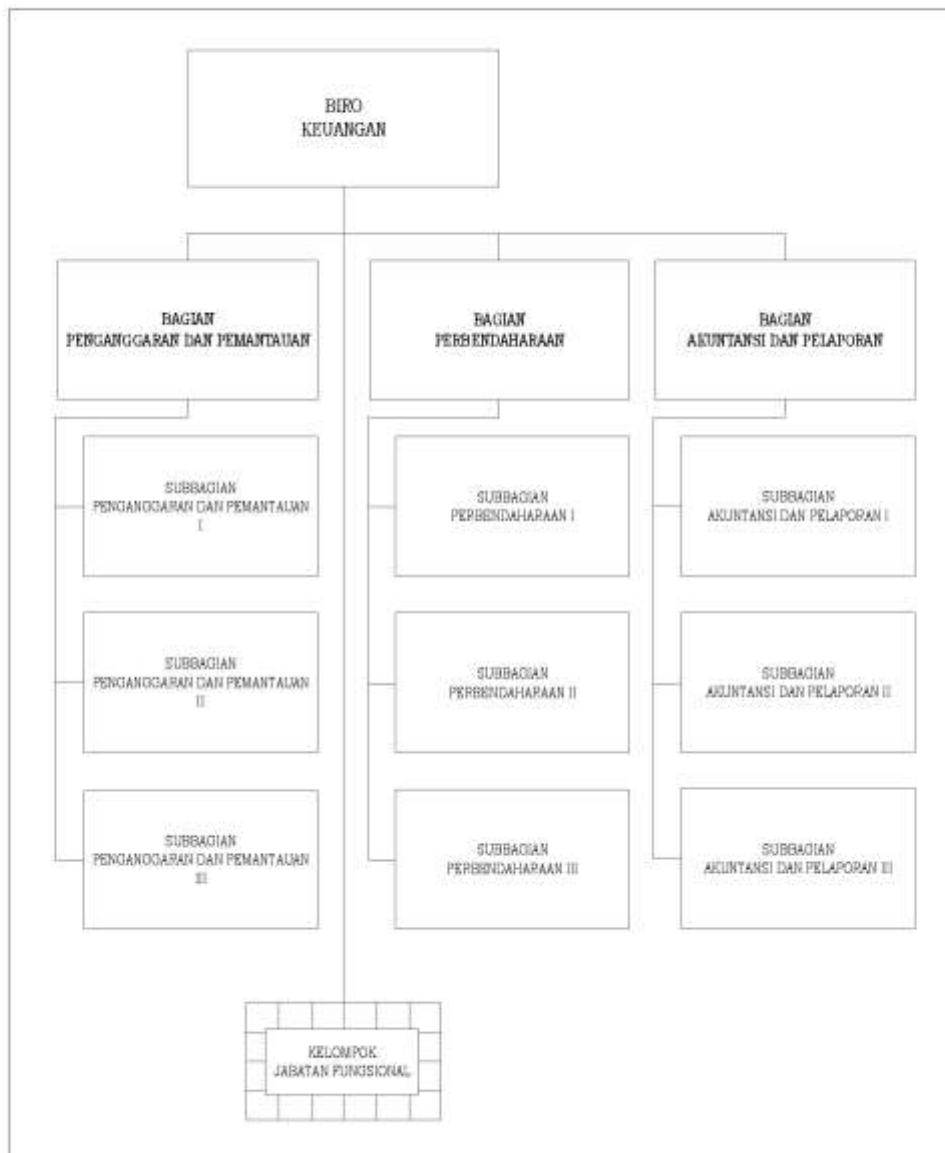 BIRO
KEUANGAN
BAGIAN
PENGANGGARAN DAN PEMANTAUAN
BAGIAN
PERBENDAHARAAN
BAGIAN
AKUNTANSI DAN PELAPORAN
SUBBAGIAN
PENGANGGARAN DAN PEMANTAUAN
I
SUBBAGIAN
PERBENDAHARAAN I
SUBBAGIAN
AKUNTANSI DAN PELAPORAN I
SUBBAGIAN
PENGANGGARAN DAN PEMANTAUAN
II
SUBBAGIAN
PERBENDAHARAAN II
SUBBAGIAN
AKUNTANSI DAN PELAPORAN II
SUBBAGIAN
PENGANGGARAN DAN PEMANTAUAN
III
SUBBAGIAN
PERBENDAHARAAN III
SUBBAGIAN
AKUNTANSI DAN PELAPORAN III
KELOMPOK
JABATAN FUNGSIONAL